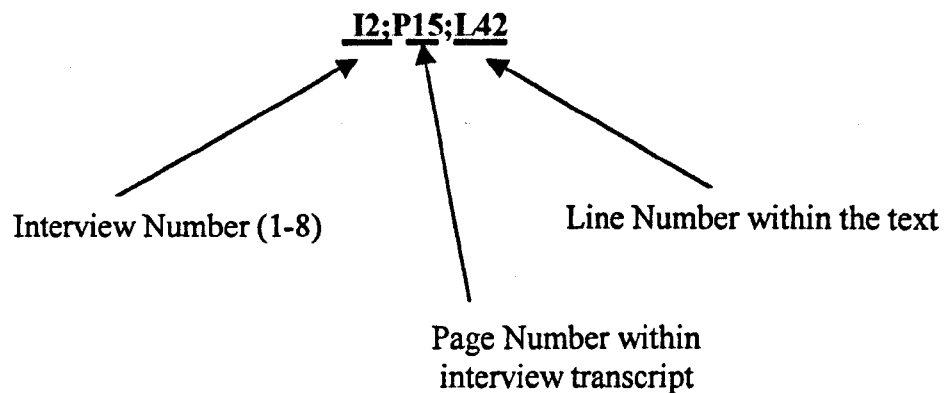 I2;P15;L42
Interview Number (1-8)
Line Number within the text
Page Number within
interview transcript